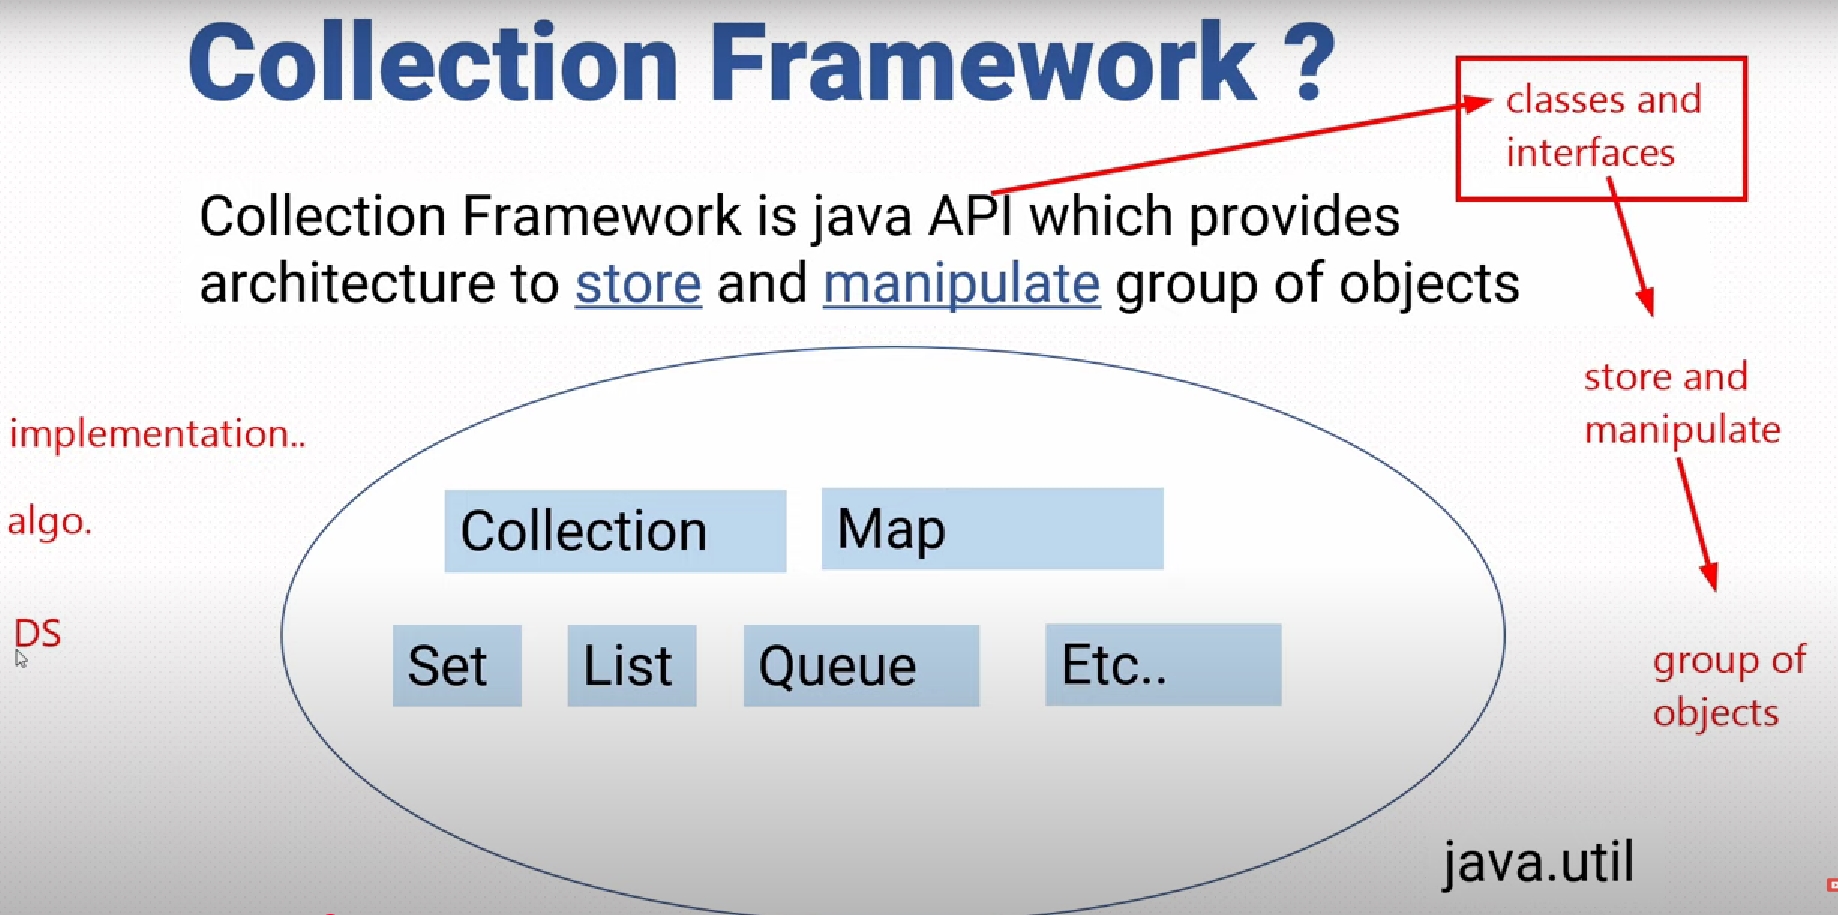 Collection Framework ?
classes and
interfaces
Collection Framework is java API which provides
architecture to store and manipulate group of objects
store and
manipulate
implementation..
algo.
DS
Collection
Map
Set
List
Queue
Etc..
group of
objects
java.util